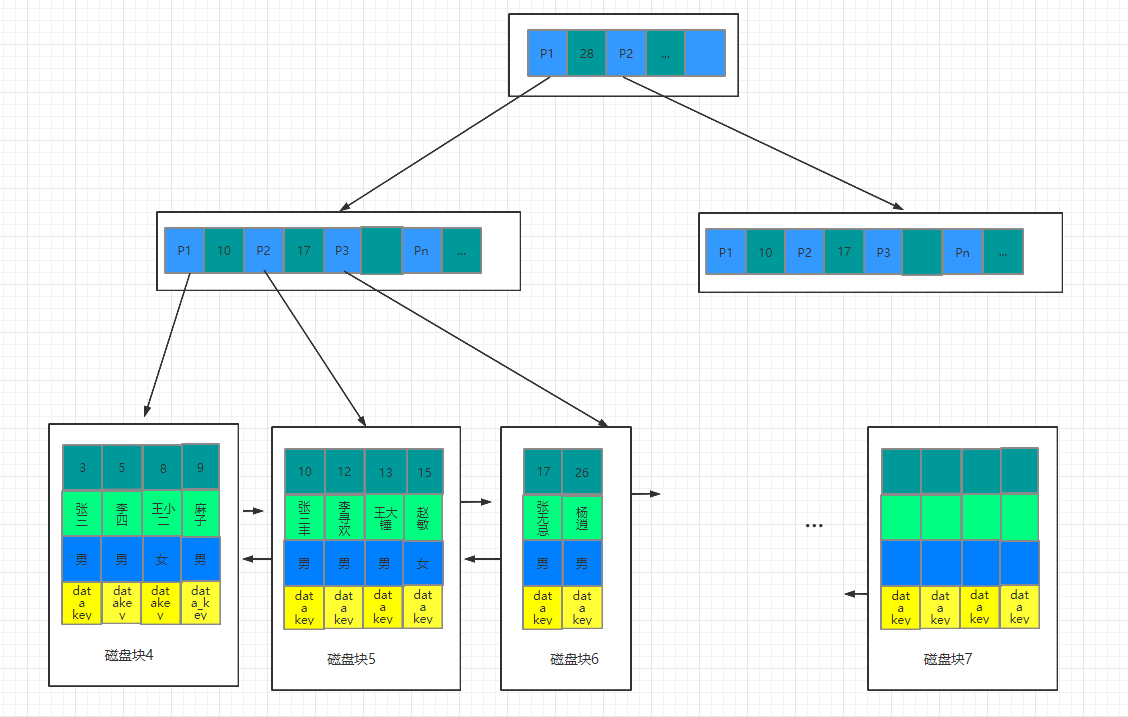 P1 28 P2 ...
P1 10 P2 17 P3 Pn ...
P1 10 P2 17 P3 Pn ...
3 5 8 9
张三 李四 王小二 麻子
男 男 女 男
data key datakey datakey data_key
磁盘块4
10 12 13 15
张三丰 李寻欢 王大锤 赵敏
男 男 男 女
data key data key data key data key
磁盘块5
17 26
张无忌 杨逍
男 男
data key data key
磁盘块6
...
data key data key data key data key
磁盘块7